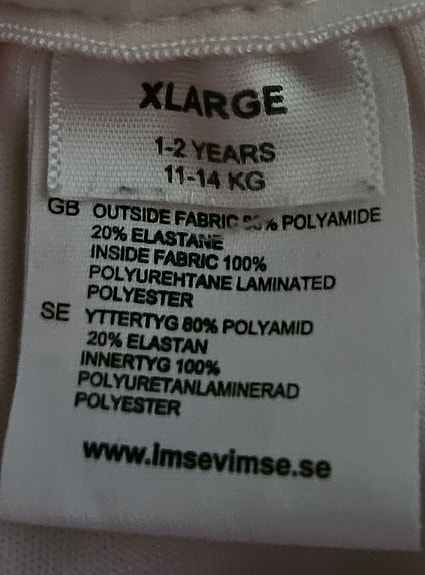 XLARGE
1-2 YEARS
11-14 KG
GB OUTSIDE FABRIC 80% POLYAMIDE
20% ELASTANE
INSIDE FABRIC 100%
POLYUREHTANE LAMINATED
POLYESTER
SE YTTERTYG 80% POLYAMID
20% ELASTAN
INNERTYG 100%
POLYURETANLAMINERAD
POLYESTER
www.imsevimse.se